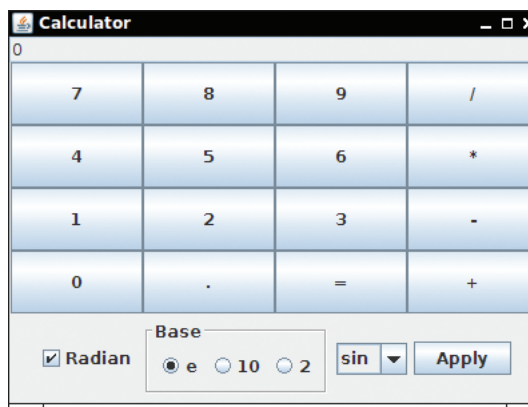 Calculator
0
7 8 9 /
4 5 6 *
1 2 3 -
0 . = +
Base
Radian e 10 2 sin Apply